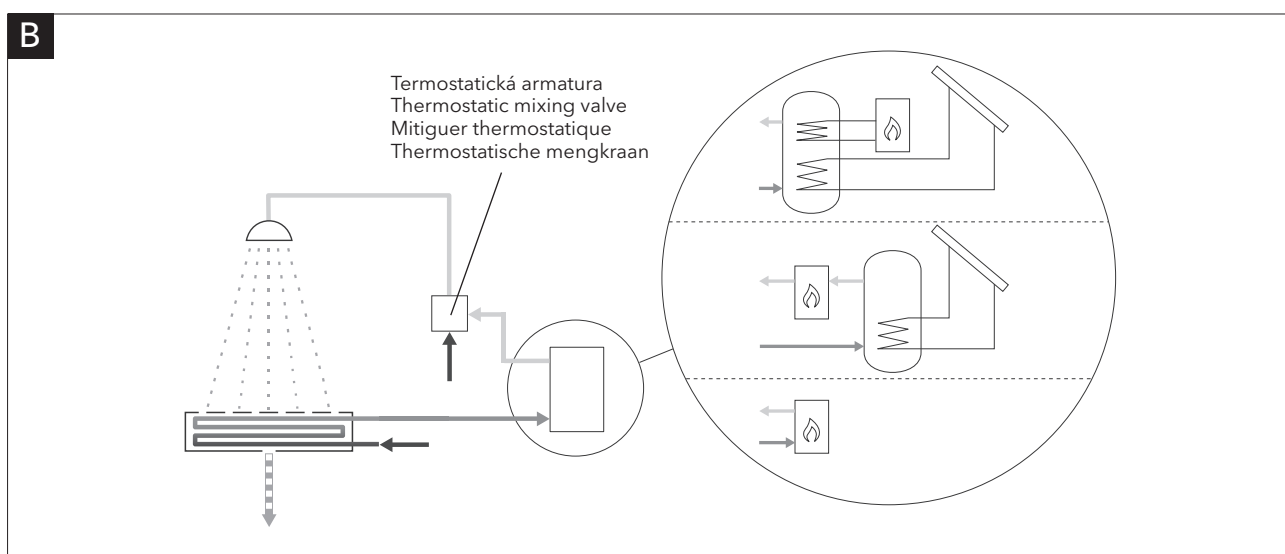 B
Termostatická armatura
Thermostatic mixing valve
Mitiguer thermostatique
Thermostatische mengkraan